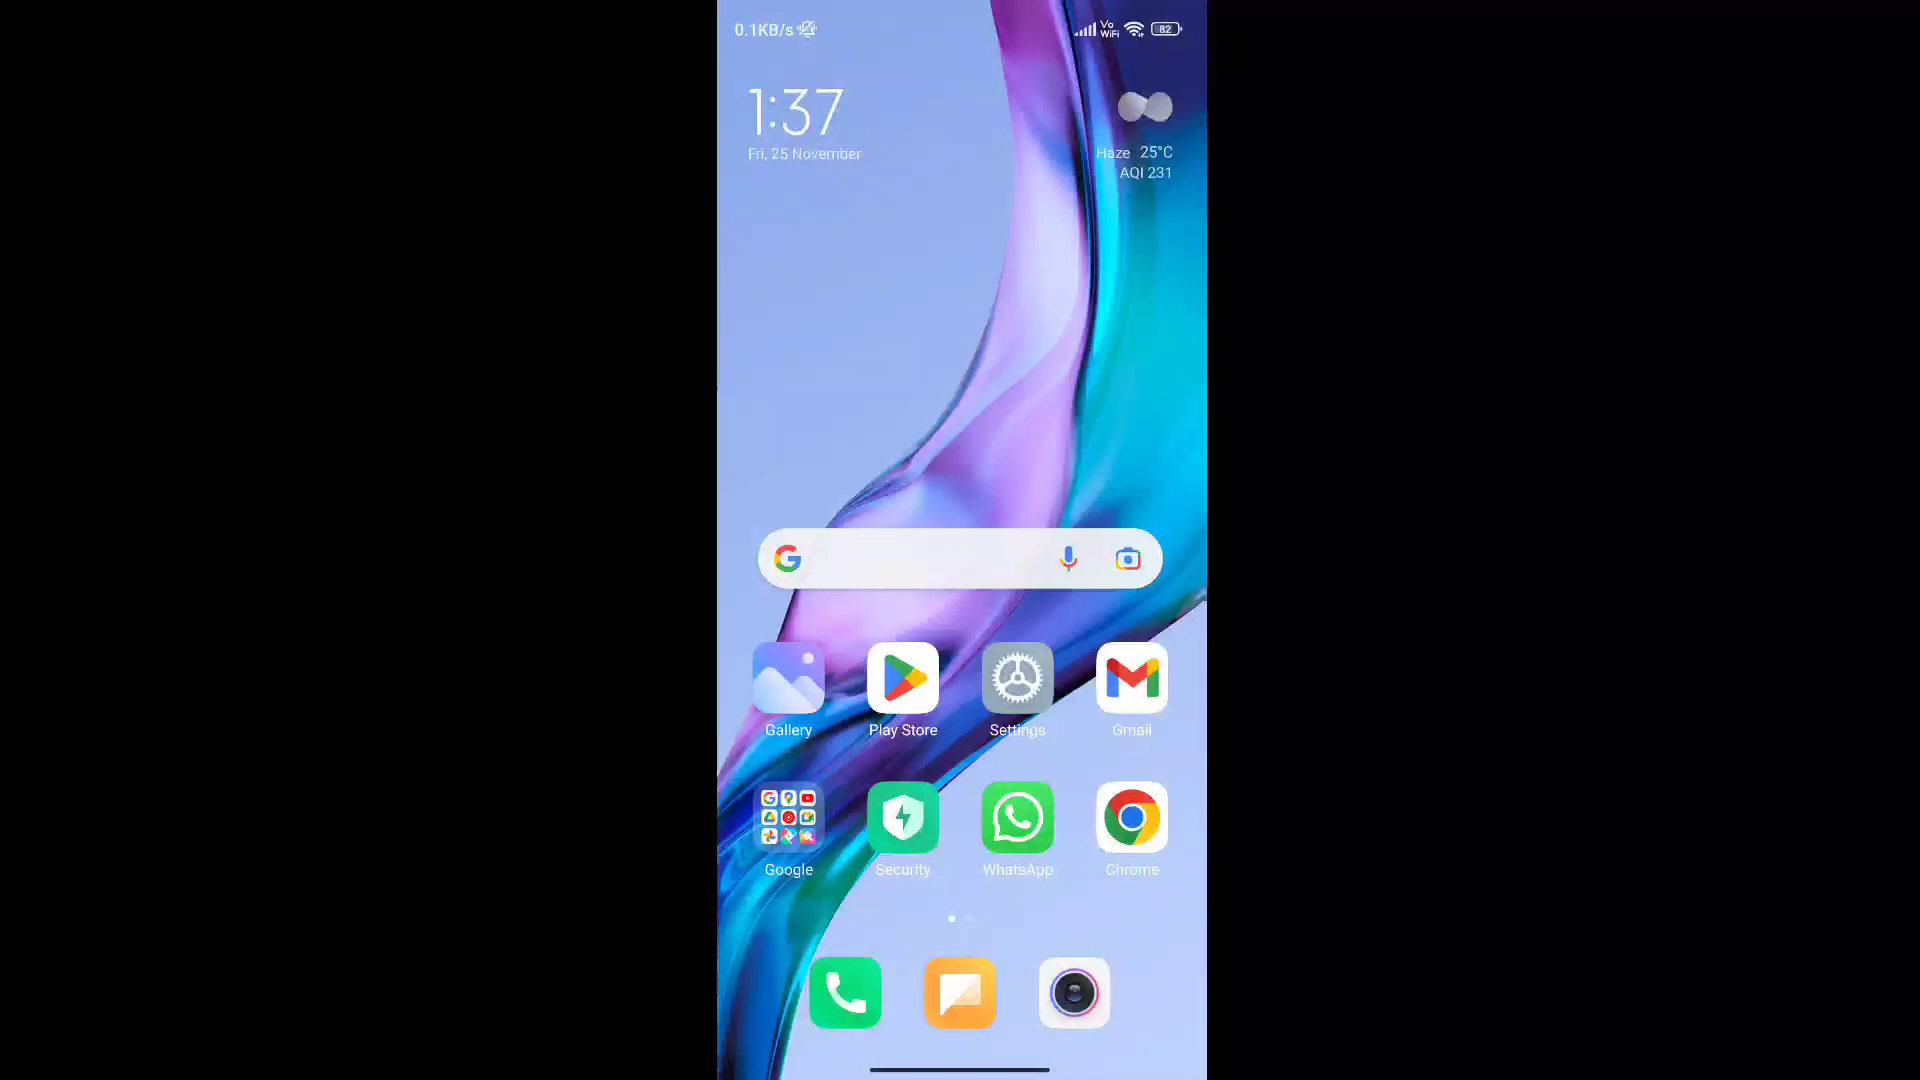 0.1KB/s
Vo
WiFi
82
1:37
Fri, 25 November
Haze 25°C
AQI 231
Gallery
Play Store
Settings
Gmail
Google
Security
WhatsApp
Chrome